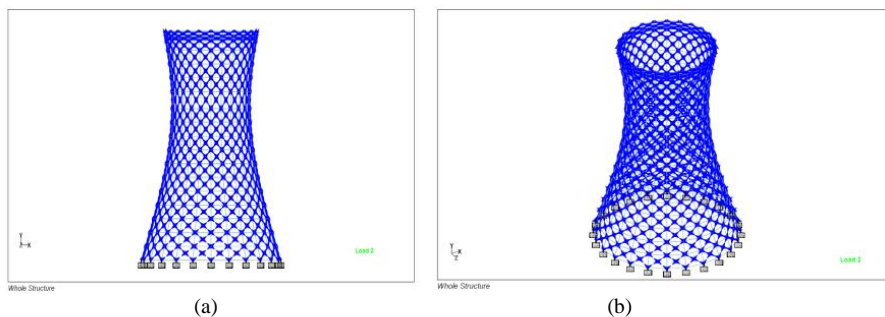 Y
Z X
Load 2
Whole Structure
(a)
Y
X
Z
Load 2
Whole Structure
(b)